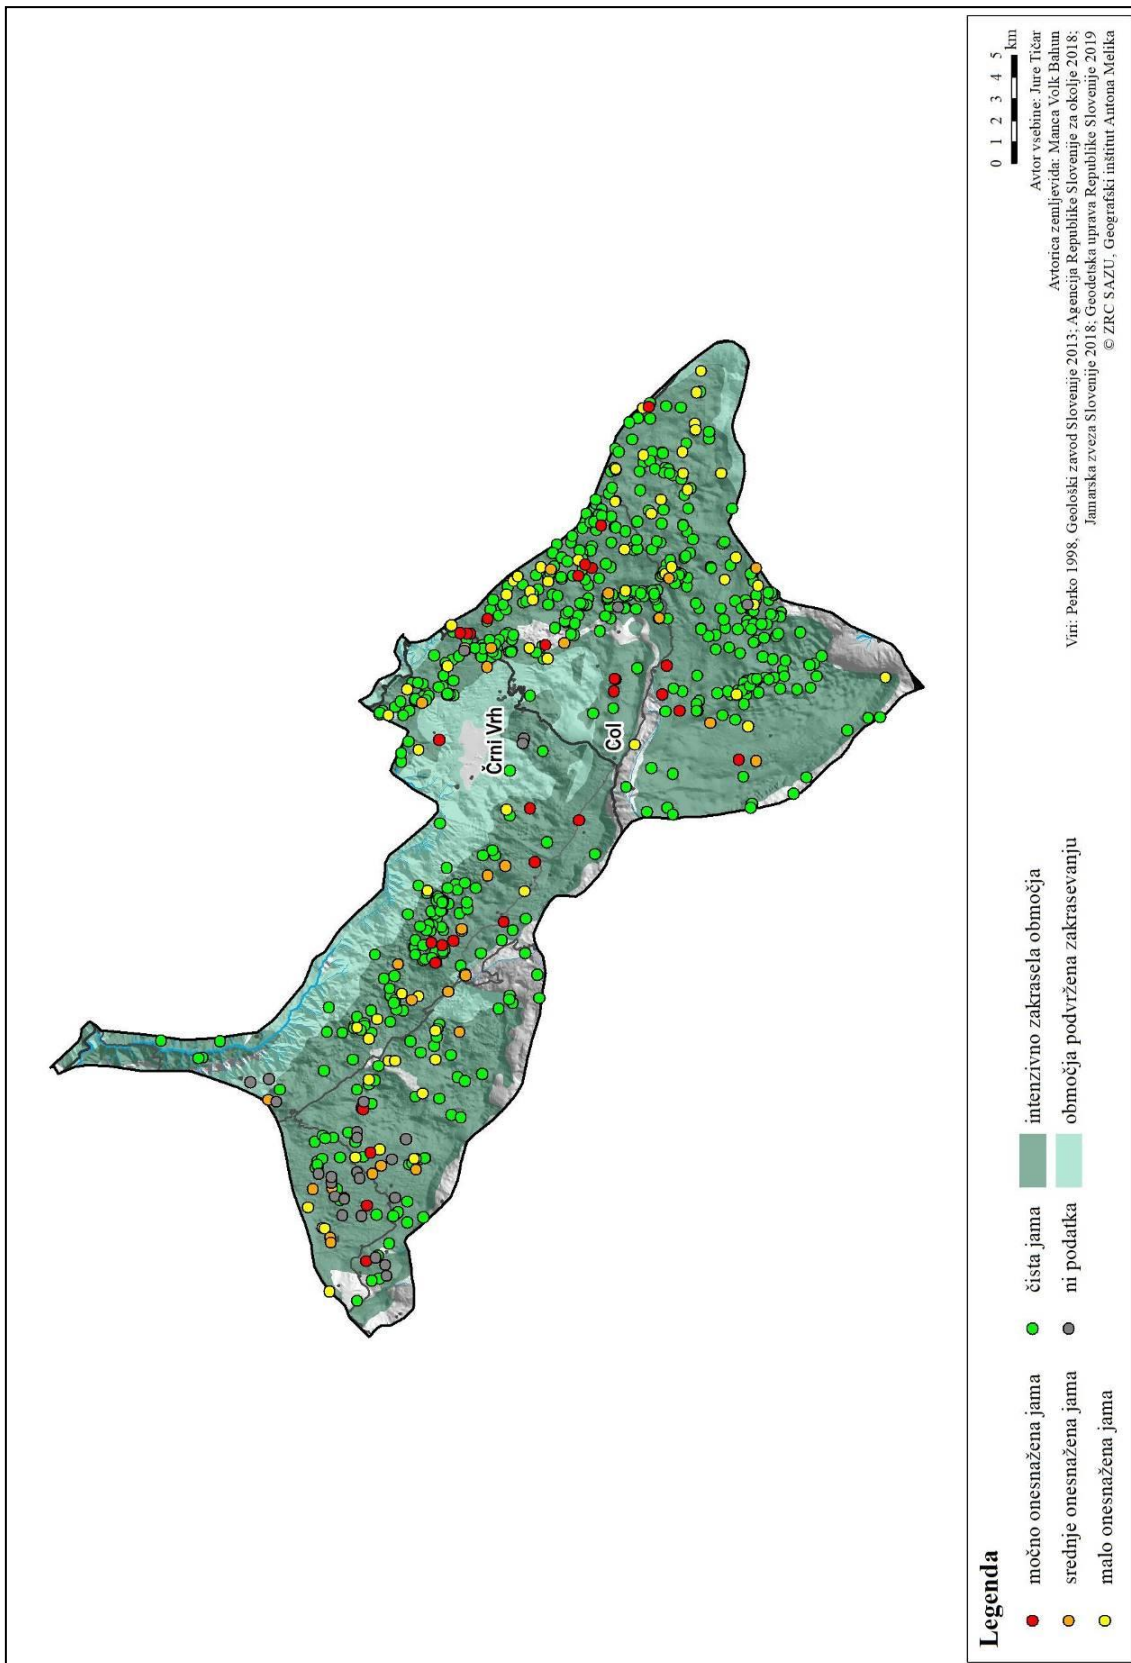 Črni Vrh
Col
Legenda
močno onesnažena jama
srednje onesnažena jama
malo onesnažena jama
čista jama
ni podatka
intenzivno zakrasela območja
območja podvržena zakrasevanju
0 1 2 3 4 5
km
Avtor vsebine: Jure Tičar
Avtorica zemljevida: Manca Volk Bahun
Viri: Perko 1998, Geološki zavod Slovenije 2013; Agencija Republike Slovenije za okolje 2018;
Jamarska zveza Slovenije 2018; Geodetska uprava Republike Slovenije 2019
© ZRC SAZU, Geografski inštitut Antona Melika